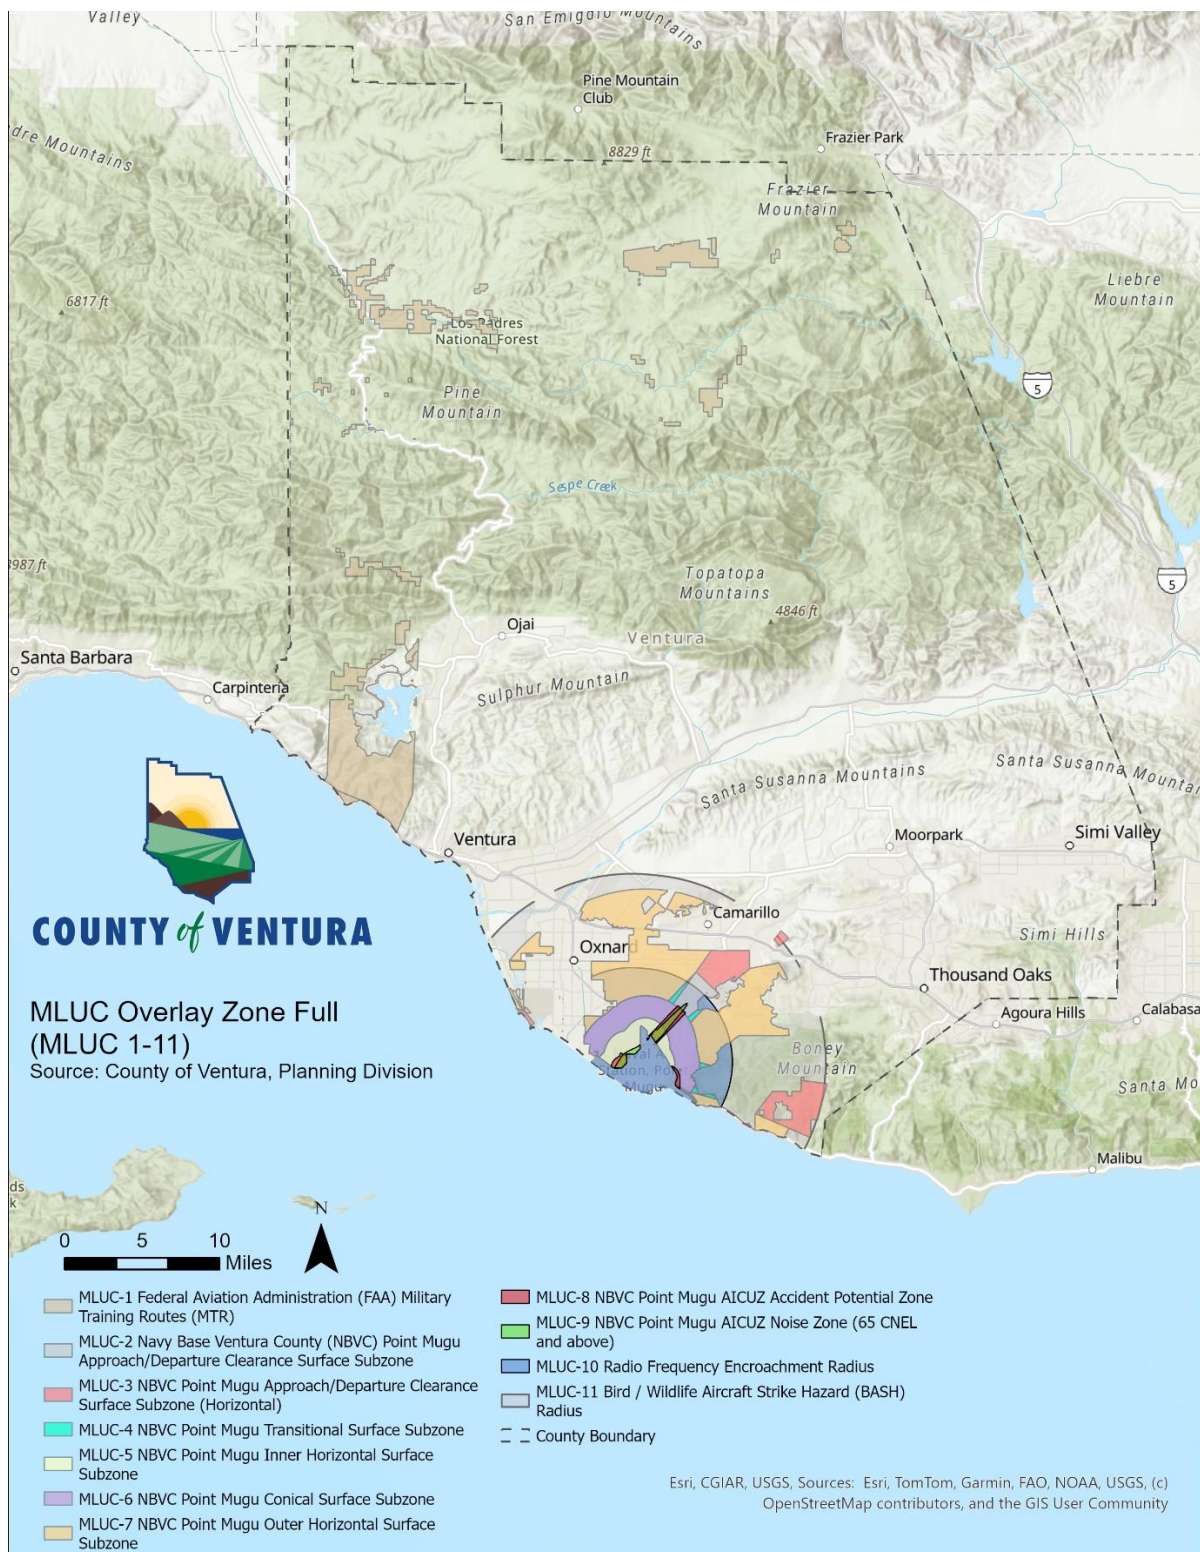 Valley
San Emigdio Mountains
Pine Mountain
Club
Frazier Park
dre Mountains
8829 ft
Frazier
Mountain
Liebre
Mountain
6817 ft
Los Padres
National Forest
5
Pine
Mountain
Sespe Creek
3987 ft
Topatopa
Mountains
5
4846 ft
Ojai
Ventura
Santa Barbara
Carpinteria
Sulphur Mountain
Santa Susanna Mountains
Santa Susanna Mountai
Ventura
Moorpark
Simi Valley
COUNTY of VENTURA
Camarillo
Oxnard
Simi Hills
Thousand Oaks
Agoura Hills
Calabasa
MLUC Overlay Zone Full
(MLUC 1-11)
Source: County of Ventura, Planning Division
Boney
Mountain
Station, Po
Mugu
Santa Mo
Malibu
ds
k
N
0 5 10
Miles
MLUC-1 Federal Aviation Administration (FAA) Military
Training Routes (MTR)
MLUC-2 Navy Base Ventura County (NBVC) Point Mugu
Approach/Departure Clearance Surface Subzone
MLUC-3 NBVC Point Mugu Approach/Departure Clearance
Surface Subzone (Horizontal)
MLUC-4 NBVC Point Mugu Transitional Surface Subzone
MLUC-5 NBVC Point Mugu Inner Horizontal Surface
Subzone
MLUC-6 NBVC Point Mugu Conical Surface Subzone
MLUC-7 NBVC Point Mugu Outer Horizontal Surface
Subzone
MLUC-8 NBVC Point Mugu AICUZ Accident Potential Zone
MLUC-9 NBVC Point Mugu AICUZ Noise Zone (65 CNEL
and above)
MLUC-10 Radio Frequency Encroachment Radius
MLUC-11 Bird / Wildlife Aircraft Strike Hazard (BASH)
Radius
County Boundary
Esri, CGIAR, USGS, Sources: Esri, TomTom, Garmin, FAO, NOAA, USGS, (c)
OpenStreetMap contributors, and the GIS User Community